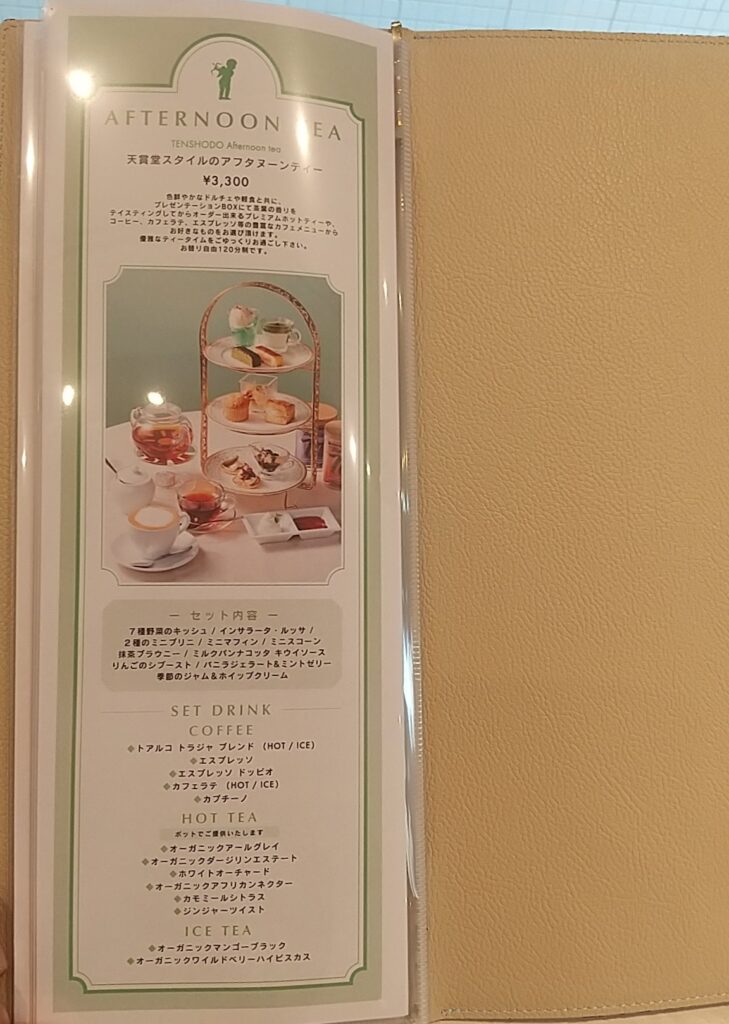 AFTERNOON TEA
TENSHODO Afternoon tea
天賞堂スタイルのアフタヌーンティー
¥3,300
色鮮やかなドルチェや軽食と共に、
プレゼンテーションBOXにて茶葉の香りを
テイスティングしてからオーダー出来るプレミアムホットティーや、
コーヒー、カフェラテ、エスプレッソ等の豊富なカフェメニューから
お好きなものをお選び頂けます。
優雅なティータイムをごゆっくりお過ごし下さい。
お替り自由120分制です。
― セット内容 ―
7種野菜のキッシュ / インサラータ・ルッサ /
2種のミニブリニ / ミニマフィン / ミニスコーン
抹茶ブラウニー / ミルクパンナコッタ キウイソース
りんごのシブースト / バニラジェラート&ミントゼリー
季節のジャム&ホイップクリーム
SET DRINK
COFFEE
◆トアルコ トラジャ ブレンド (HOT / ICE)
◆エスプレッソ
◆エスプレッソ ドッピオ
◆カフェラテ (HOT / ICE)
◆カプチーノ
HOT TEA
ポットでご提供いたします
◆オーガニックアールグレイ
◆オーガニックダージリンエステート
◆ホワイトオーチャード
◆オーガニックアフリカンネクター
◆カモミールシトラス
◆ジンジャーツイスト
ICE TEA
◆オーガニックマンゴーブラック
◆オーガニックワイルドベリーハイビスカス